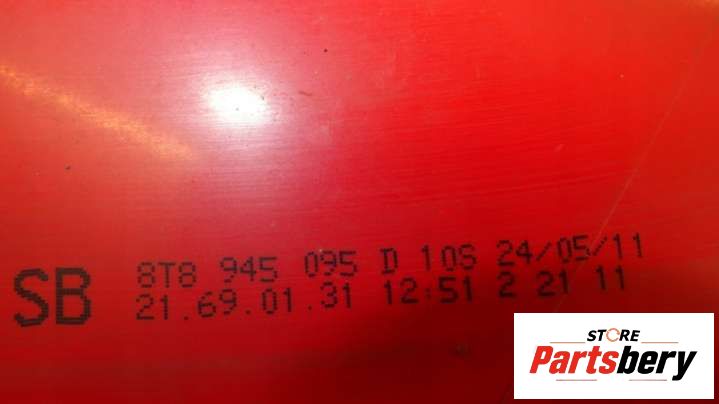 SB
8T8 945 095 D 10S 24/05/11
21.69.01.31 12:51 2 21 11
STORE
Partsbery